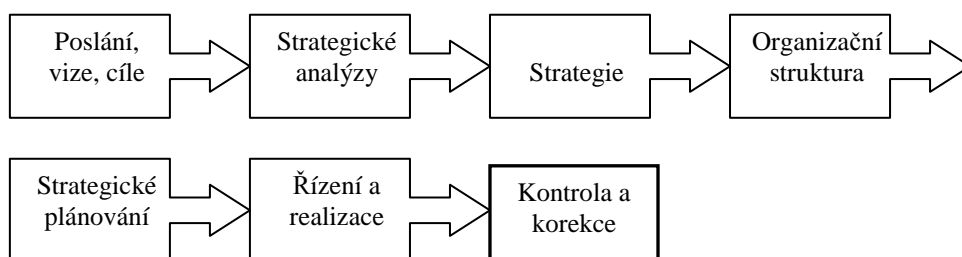 Poslání,
vize, cíle
Strategické
analýzy
Strategie
Organizační
struktura
Strategické
plánování
Řízení a
realizace
Kontrola a
korekce